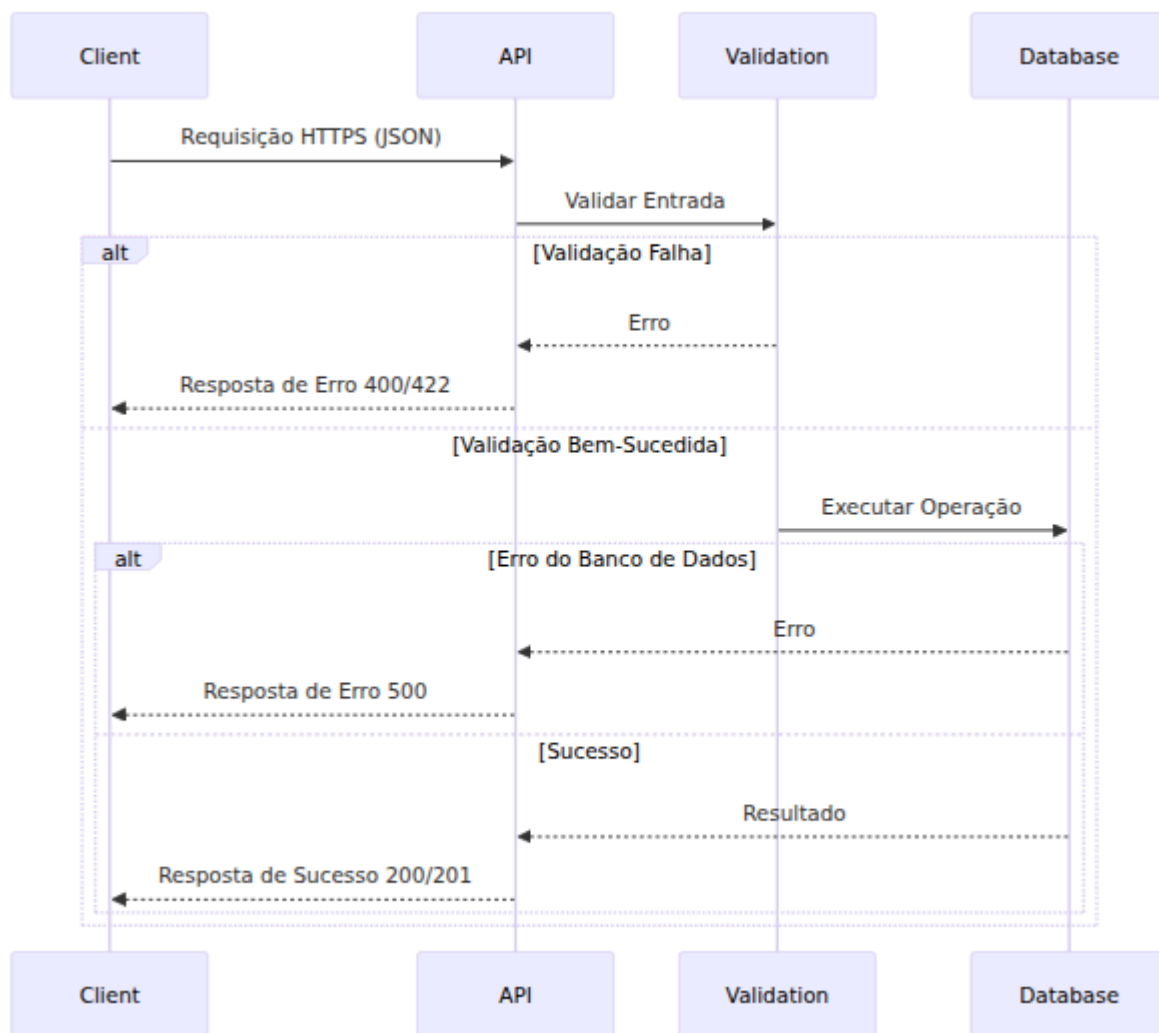 Client
API
Validation
Database
Requisição HTTPS (JSON)
Validar Entrada
alt
[Validação Falha]
Erro
Resposta de Erro 400/422
[Validação Bem-Sucedida]
Executar Operação
alt
[Erro do Banco de Dados]
Erro
Resposta de Erro 500
[Sucesso]
Resultado
Resposta de Sucesso 200/201
Client
API
Validation
Database